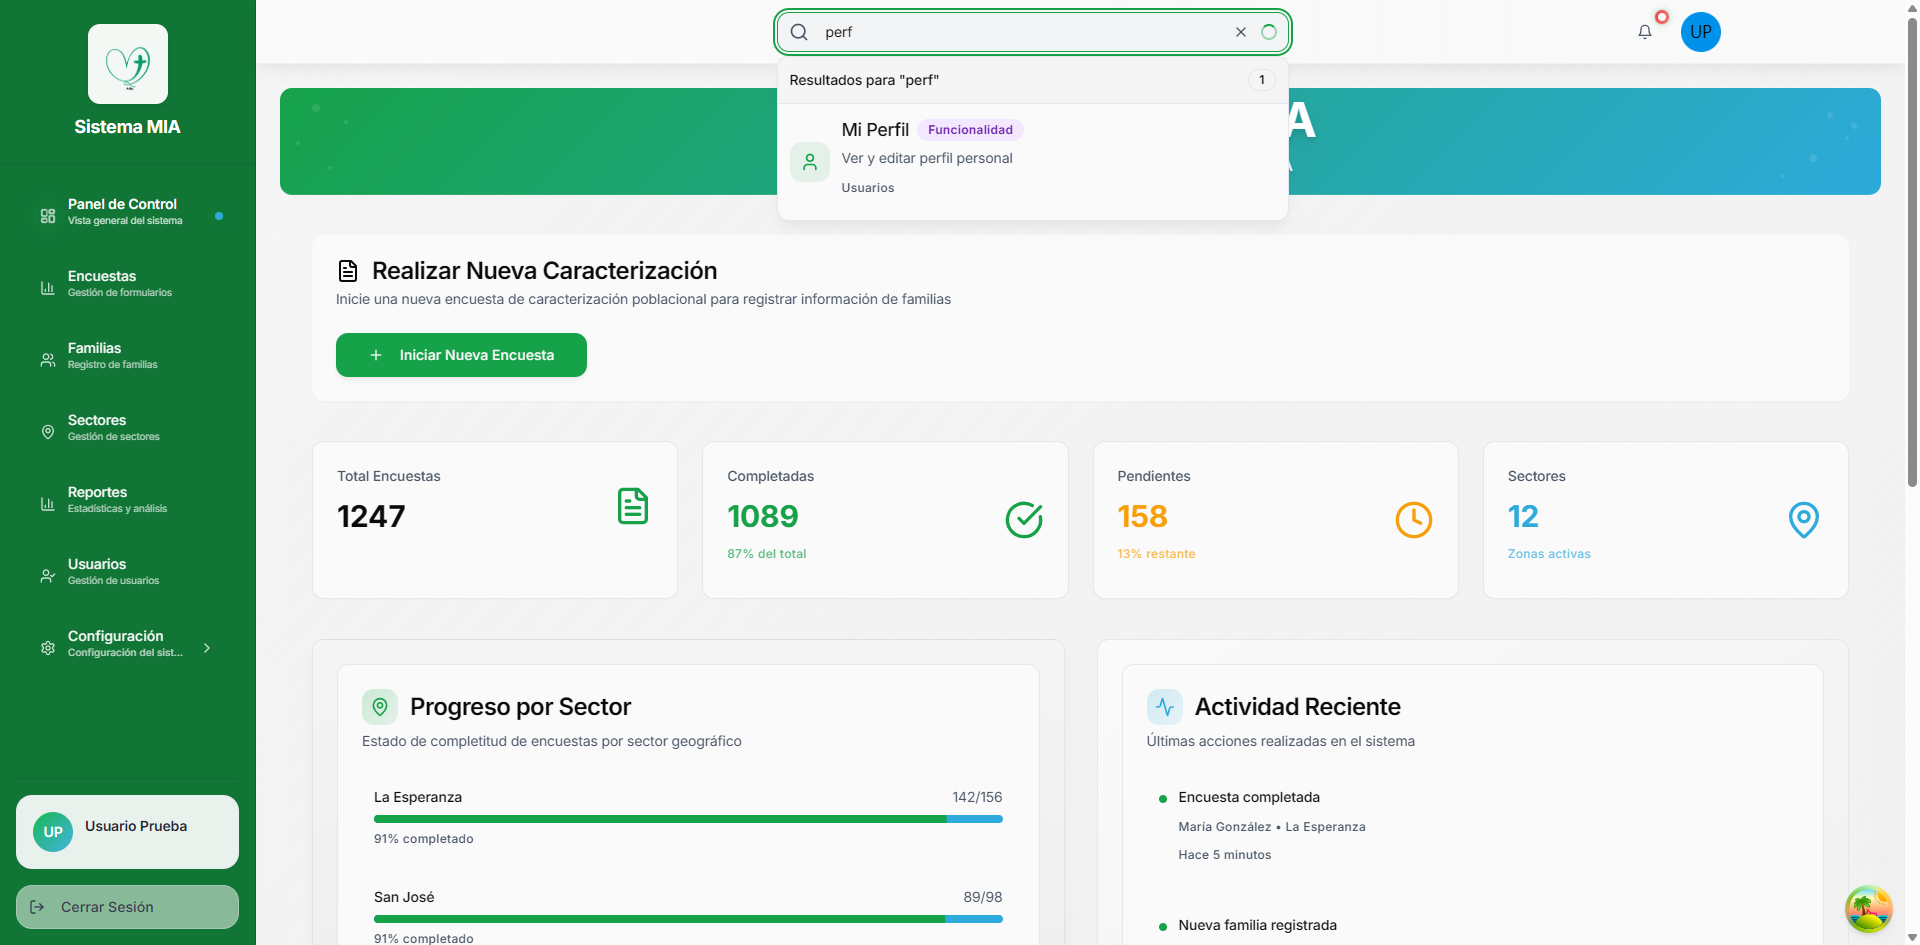 Sistema MIA
Panel de Control
Vista general del sistema
Encuestas
Gestión de formularios
Familias
Registro de familias
Sectores
Gestión de sectores
Reportes
Estadísticas y análisis
Usuarios
Gestión de usuarios
Configuración
Configuración del sist...
UP
Usuario Prueba
Cerrar Sesión
perf
UP
Resultados para "perf"
1
Mi Perfil
Funcionalidad
Ver y editar perfil personal
Usuarios
A
Realizar Nueva Caracterización
Inicie una nueva encuesta de caracterización poblacional para registrar información de familias
Iniciar Nueva Encuesta
Total Encuestas
1247
Completadas
1089
87% del total
Pendientes
158
13% restante
Sectores
12
Zonas activas
Progreso por Sector
Estado de completitud de encuestas por sector geográfico
La Esperanza
142/156
91% completado
San José
89/98
91% completado
Actividad Reciente
Últimas acciones realizadas en el sistema
Encuesta completada
María González • La Esperanza
Hace 5 minutos
Nueva familia registrada